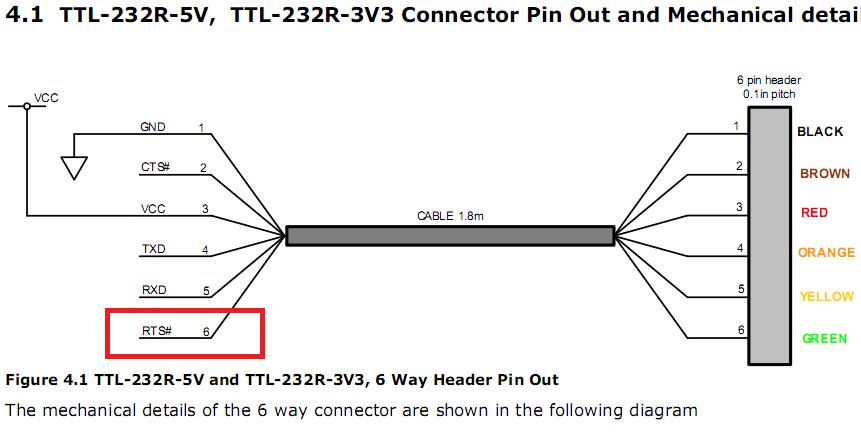 4.1 TTL-232R-5V, TTL-232R-3V3 Connector Pin Out and Mechanical detai
6 pin header
0.1in pitch
VCC
GND 1
1 BLACK
CTS# 2
2 BROWN
VCC 3
3 RED
CABLE 1.8m
TXD 4
4 ORANGE
RXD 5
5 YELLOW
RTS# 6
6 GREEN
Figure 4.1 TTL-232R-5V and TTL-232R-3V3, 6 Way Header Pin Out
The mechanical details of the 6 way connector are shown in the following diagram